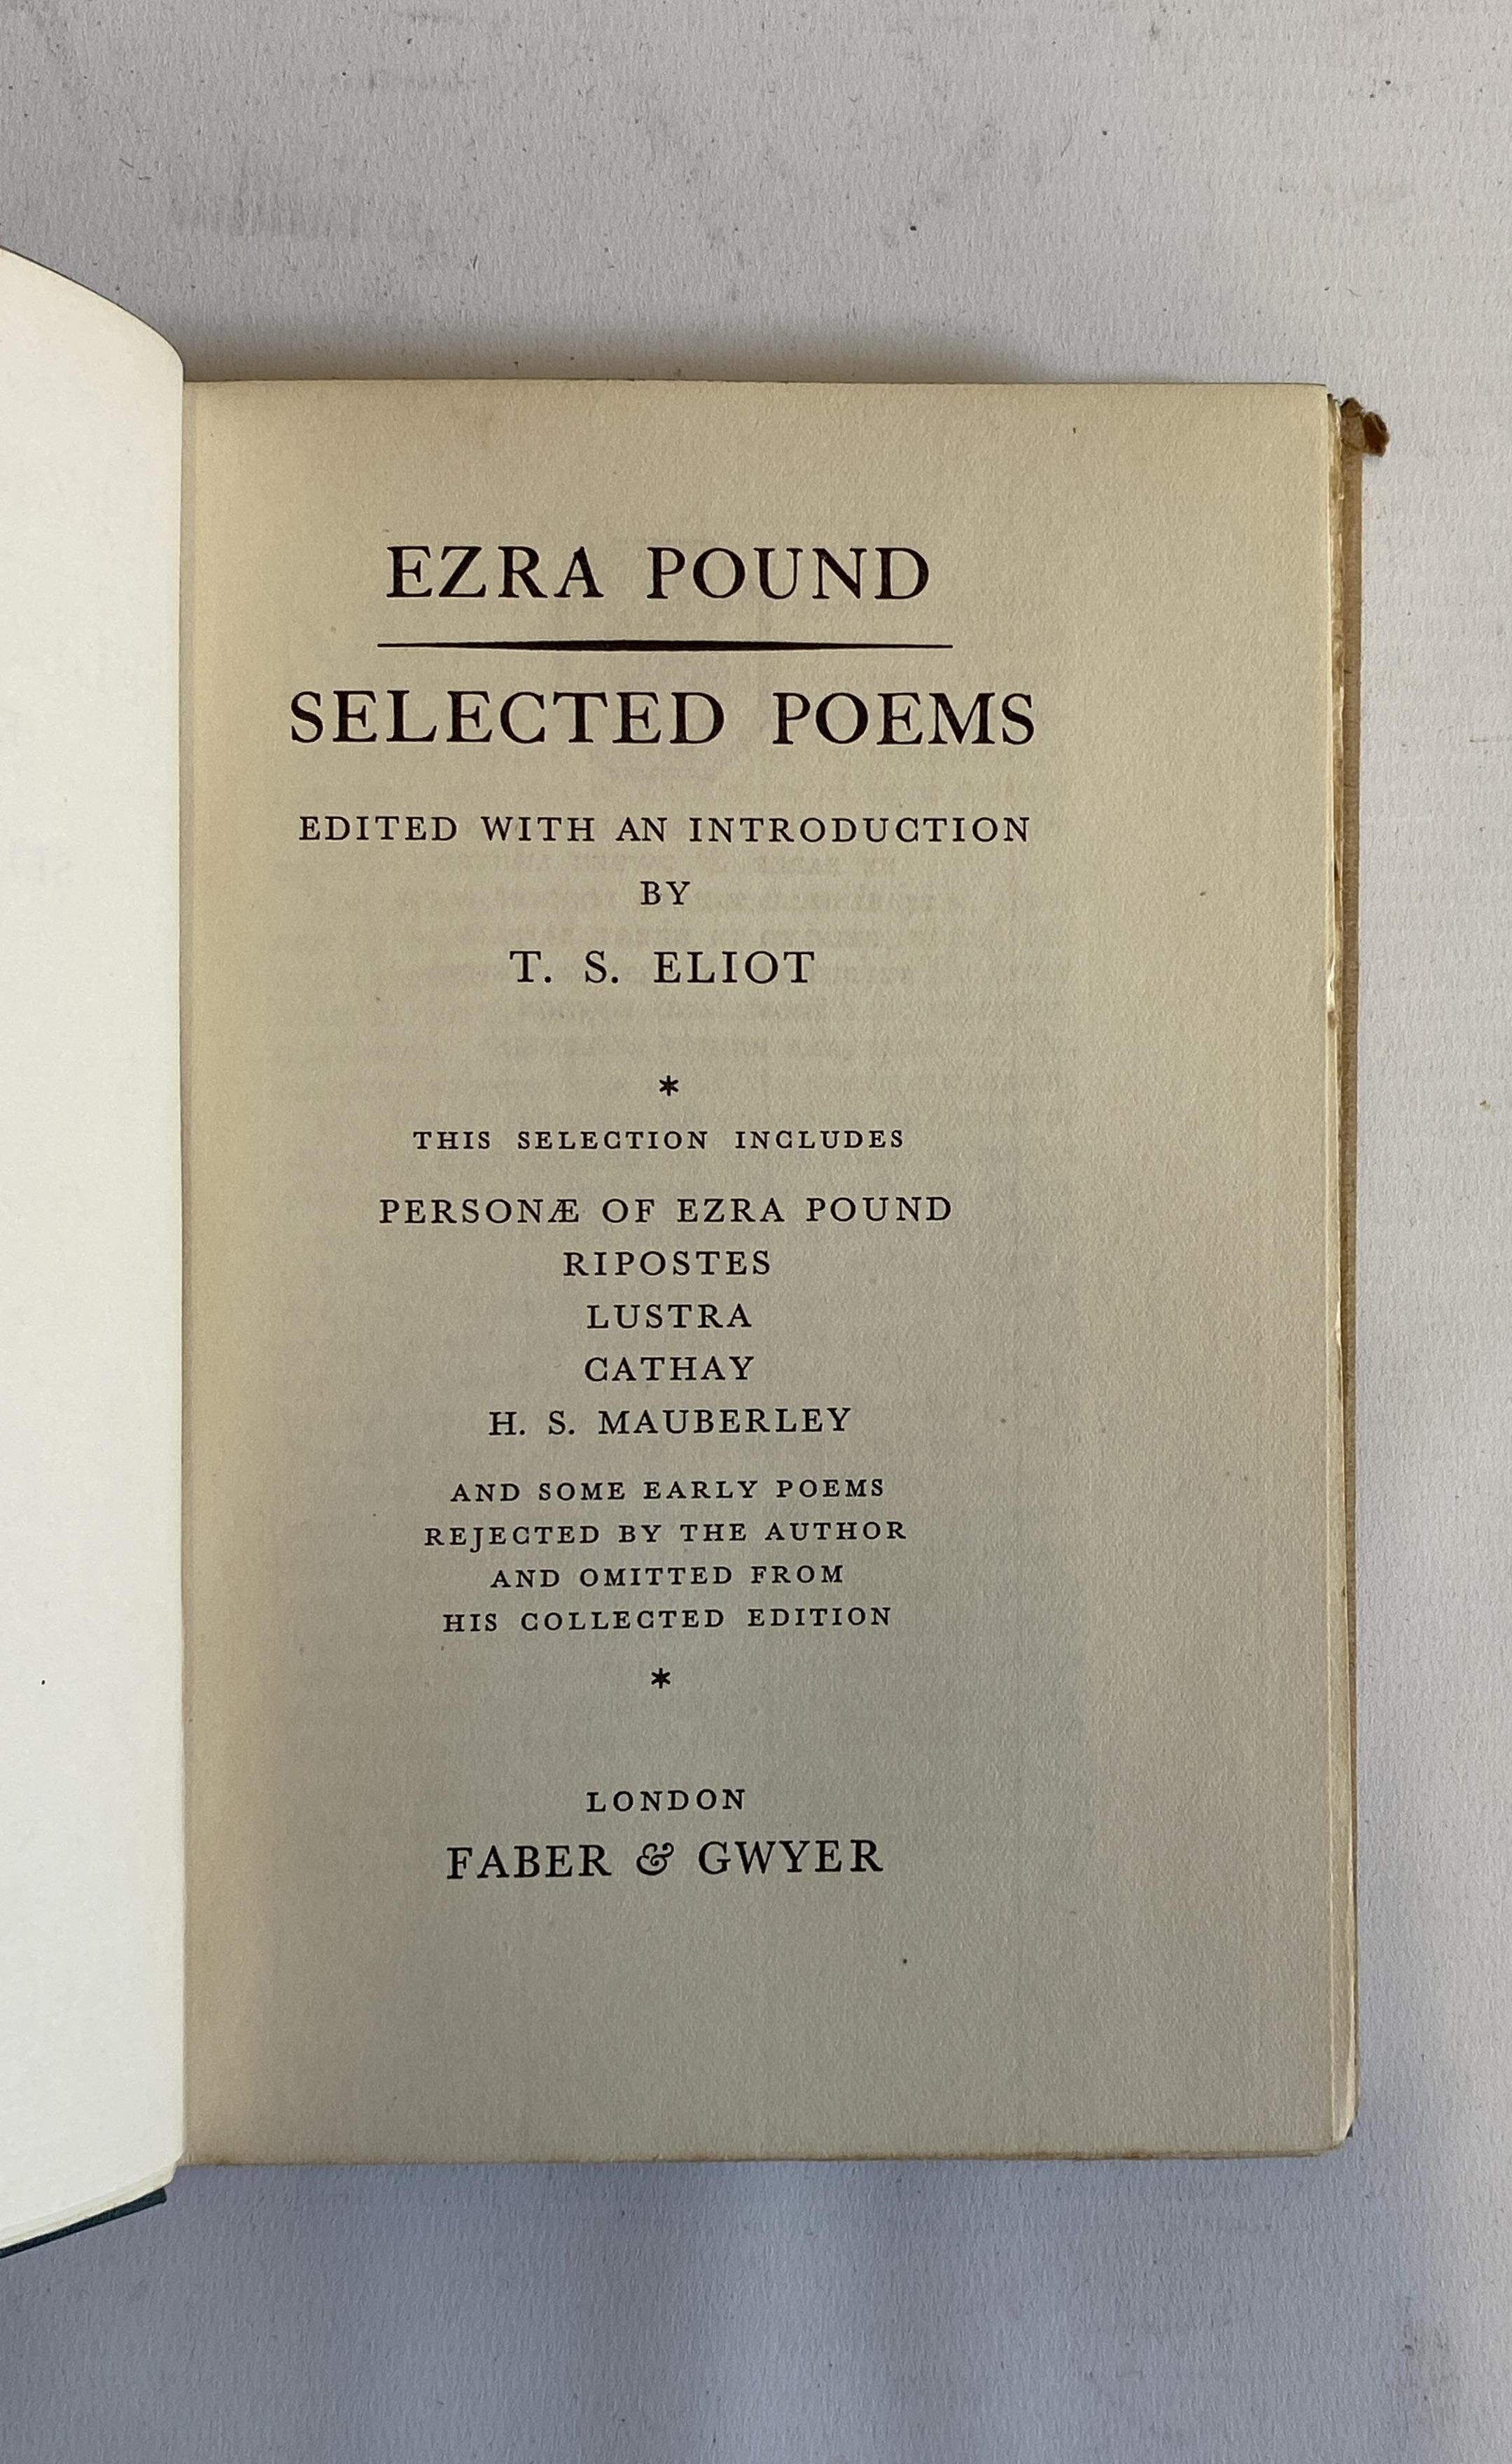 EZRA POUND
SELECTED POEMS
EDITED WITH AN INTRODUCTION
BY
T. S. ELIOT
*
THIS SELECTION INCLUDES
PERSONÆ OF EZRA POUND
RIPOSTES
LUSTRA
CATHAY
H. S. MAUBERLEY
AND SOME EARLY POEMS
REJECTED BY THE AUTHOR
AND OMITTED FROM
HIS COLLECTED EDITION
*
LONDON
FABER & GWYER